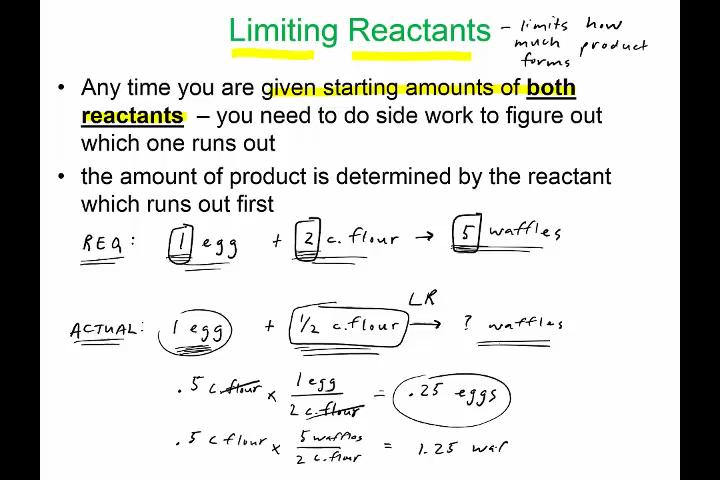 Limiting Reactants - limits how much product forms
• Any time you are given starting amounts of both
reactants – you need to do side work to figure out
which one runs out
• the amount of product is determined by the reactant
which runs out first
REQ: 1 egg + 2 c. flour → 5 waffles
LR
ACTUAL: 1 egg + 1/2 c. flour → ? waffles
.5 c. flour x 1 egg / 2 c. flour = .25 eggs
.5 c flour x 5 waffles / 2 c. flour = 1.25 waf